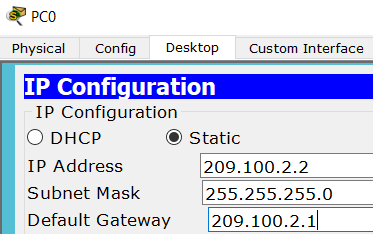 PC0
Physical Config Desktop Custom Interface
IP Configuration
IP Configuration
DHCP Static
IP Address 209.100.2.2
Subnet Mask 255.255.255.0
Default Gateway 209.100.2.1